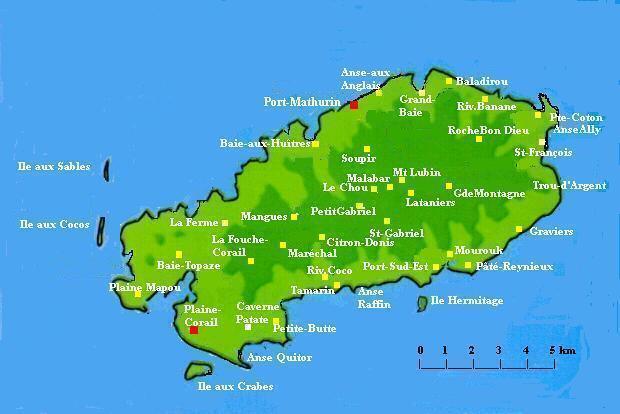 Anse-aux
Anglais
Baladirou
Port-Mathurin
Grand-
Baie
Riv.Banane
Pte-Coton
AnseAlly
RocheBon Dieu
Baie-aux-Huîtres
St-François
Soupir
Ile aux Sables
Mt Lubin
Malabar
Le Chou
Trou-d'Argent
GdeMontagne
Lataniers
PetitGabriel
Mangues
La Ferme
Ile aux Cocos
St-Gabriel
Graviers
La Fouche-
Corail
Citron-Donis
Maréchal
Mourouk
Baie-Topaze
Riv.Coco
Port-Sud-Est
Pâté-Reynieux
Plaine Mapou
Tamarin
Anse
Raffin
Ile Hermitage
Plaine-
Corail
Caverne
Patate
Petite-Butte
Anse Quitor
0 1 2 3 4 5 km
Ile aux Crabes